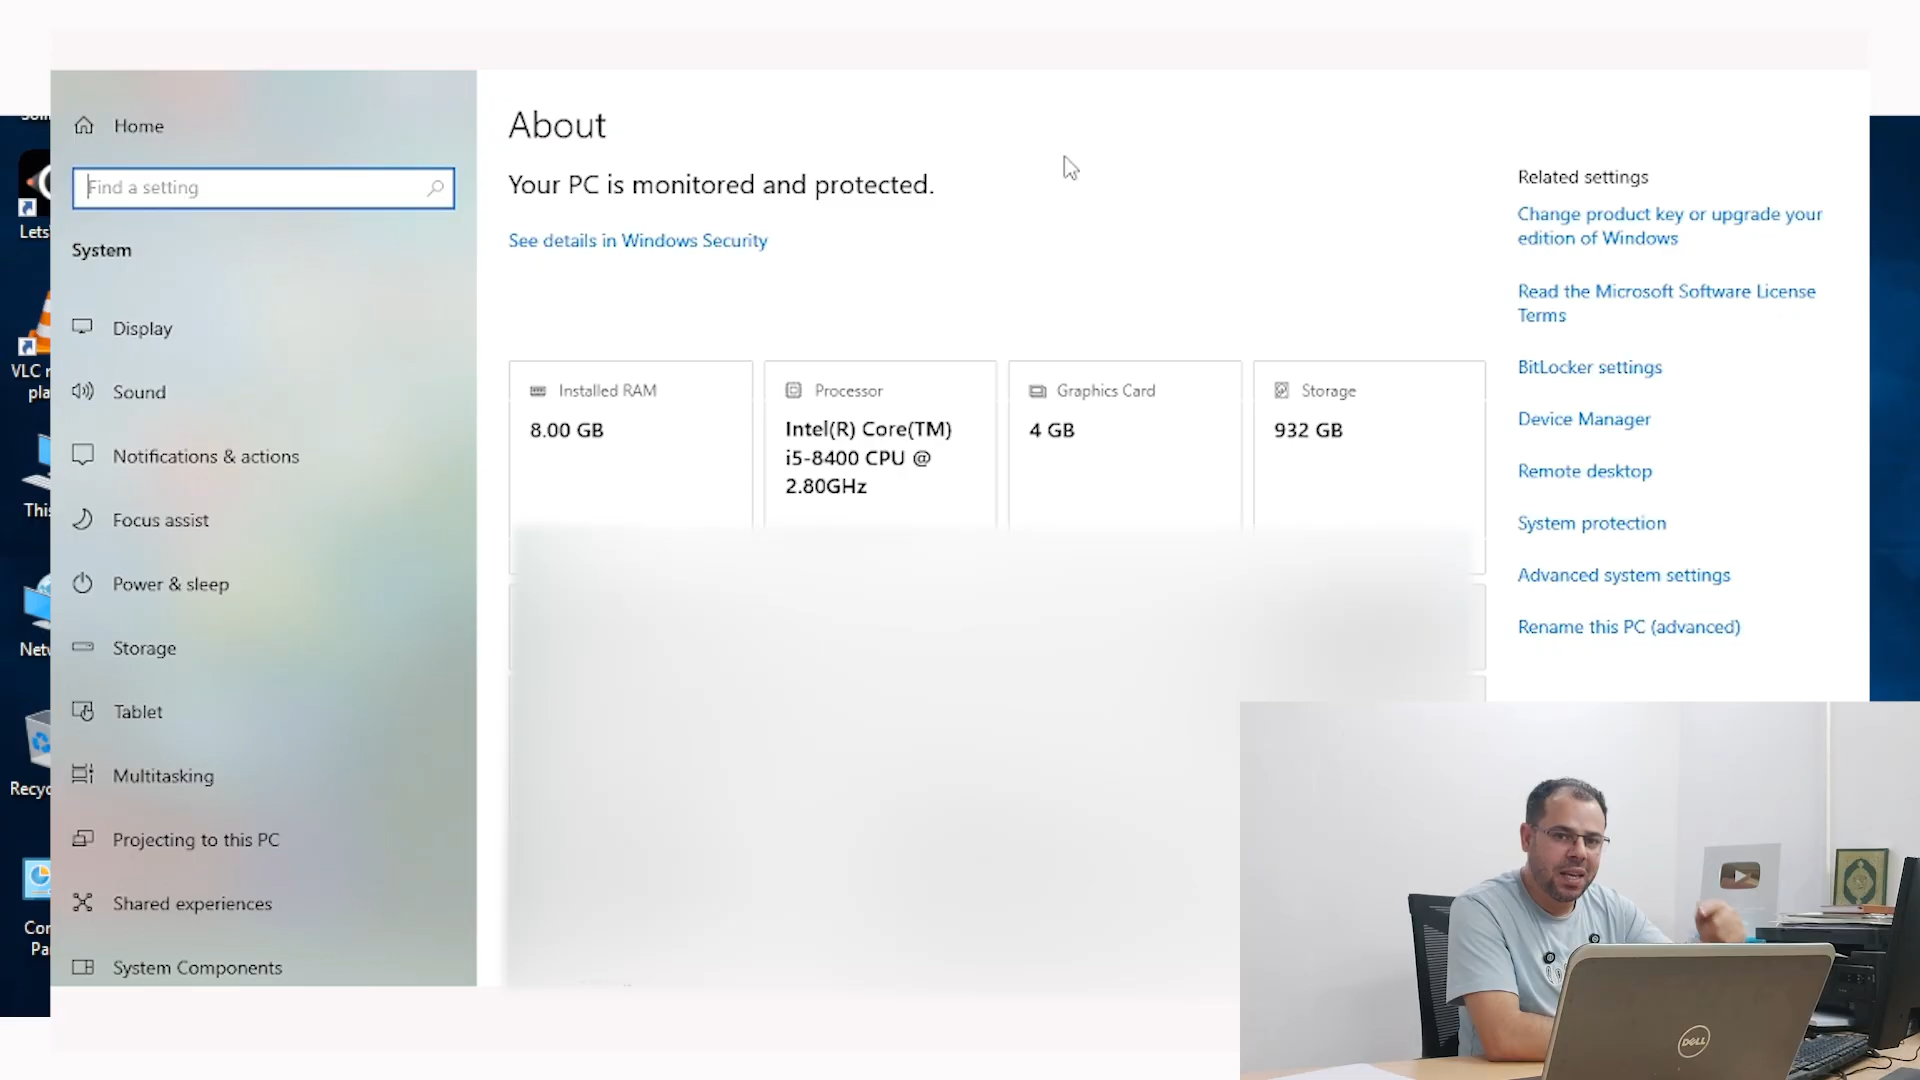 Lets
VLC
This
Recyc
Home
Find a setting
System
Display
Sound
Notifications & actions
Focus assist
Power & sleep
Storage
Tablet
Multitasking
Projecting to this PC
Shared experiences
System Components
About
Your PC is monitored and protected.
See details in Windows Security
Installed RAM
8.00 GB
Processor
Intel(R) Core(TM)
i5-8400 CPU @
2.80GHz
Graphics Card
4 GB
Storage
932 GB
Related settings
Change product key or upgrade your
edition of Windows
Read the Microsoft Software License
Terms
BitLocker settings
Device Manager
Remote desktop
System protection
Advanced system settings
Rename this PC (advanced)
DELL